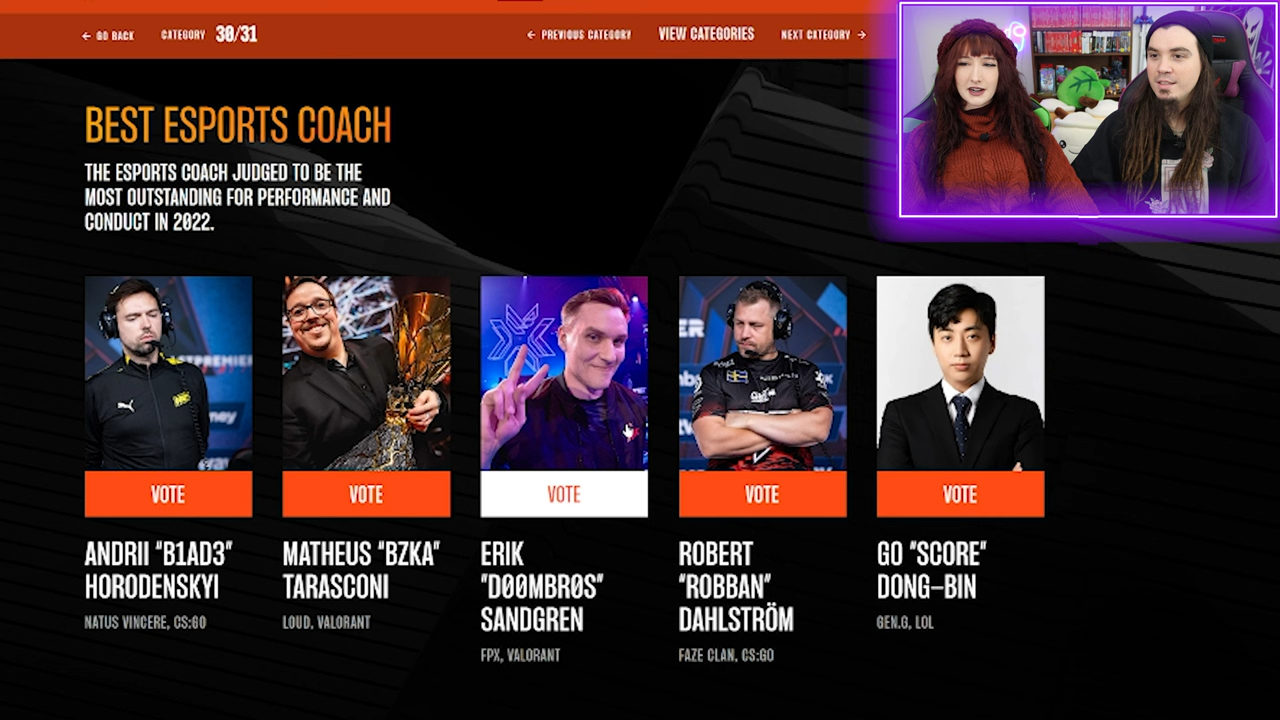 ← GO BACK
CATEGORY 30/31
← PREVIOUS CATEGORY
VIEW CATEGORIES
NEXT CATEGORY →
BEST ESPORTS COACH
THE ESPORTS COACH JUDGED TO BE THE
MOST OUTSTANDING FOR PERFORMANCE AND
CONDUCT IN 2022.
VOTE
VOTE
VOTE
VOTE
VOTE
ANDRII "B1AD3"
HORODENSKYI
NATUS VINCERE, CS:GO
MATHEUS "BZKA"
TARASCONI
LOUD, VALORANT
ERIK
"D00MBR0S"
SANDGREN
FPX, VALORANT
ROBERT
"ROBBAN"
DAHLSTRÖM
FAZE CLAN, CS:GO
GO "SCORE"
DONG-BIN
GEN.G, LOL